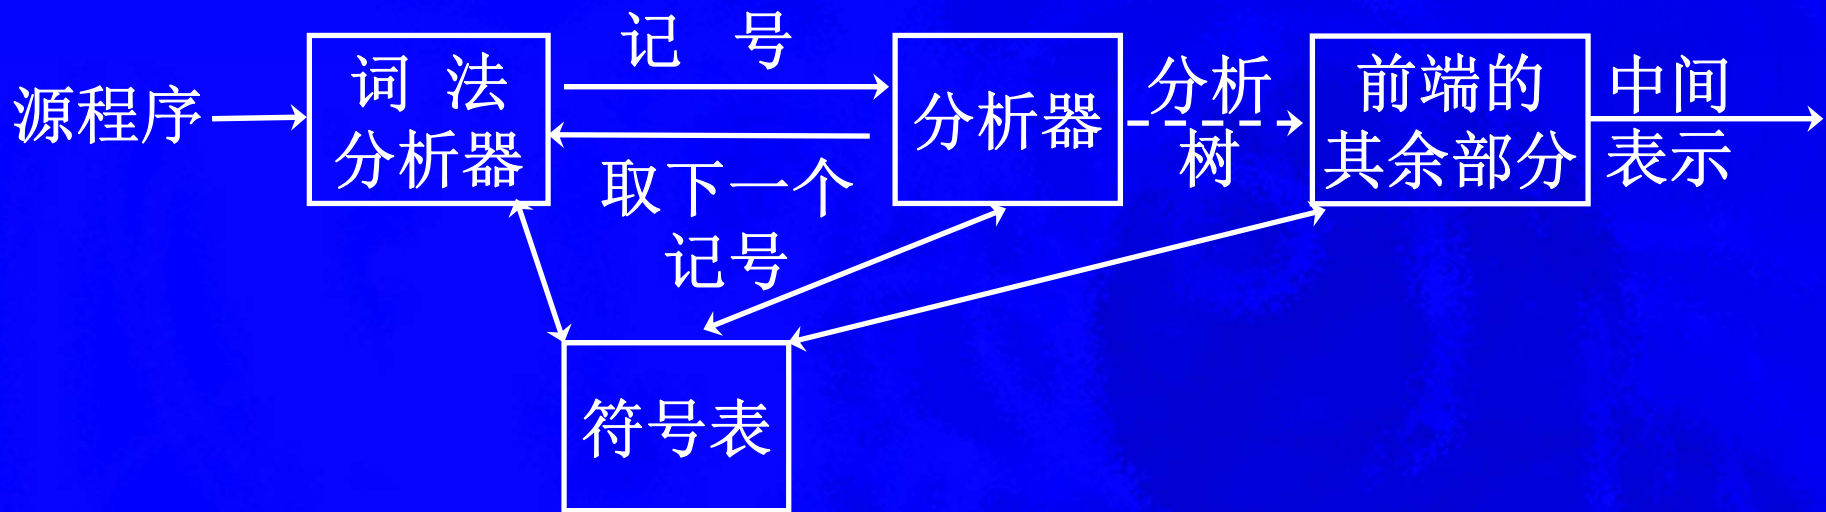 源程序
词 法
分析器
记 号
取下一个
记号
分析器
分析
树
前端的
其余部分
中间
表示
符号表